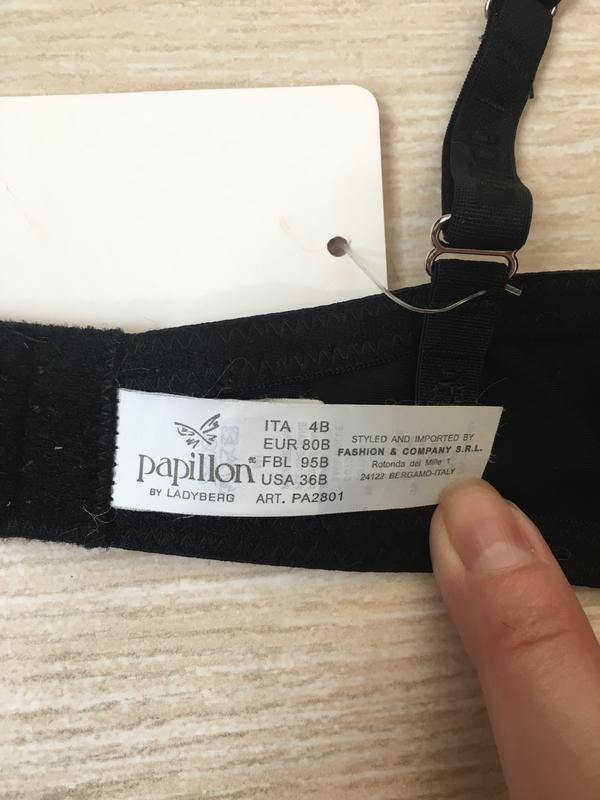 papillon®
BY LADYBERG
ITA 4B
EUR 80B
FBL 95B
USA 36B
ART. PA2801
STYLED AND IMPORTED BY
FASHION & COMPANY S.R.L.
Rotonda dei Mille 1
24122 BERGAMO-ITALY